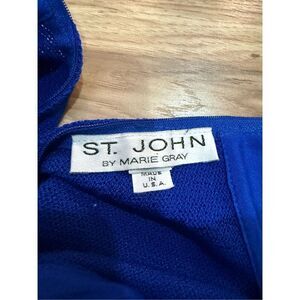 ST. JOHN
BY MARIE GRAY
MADE
IN
U.S.A.